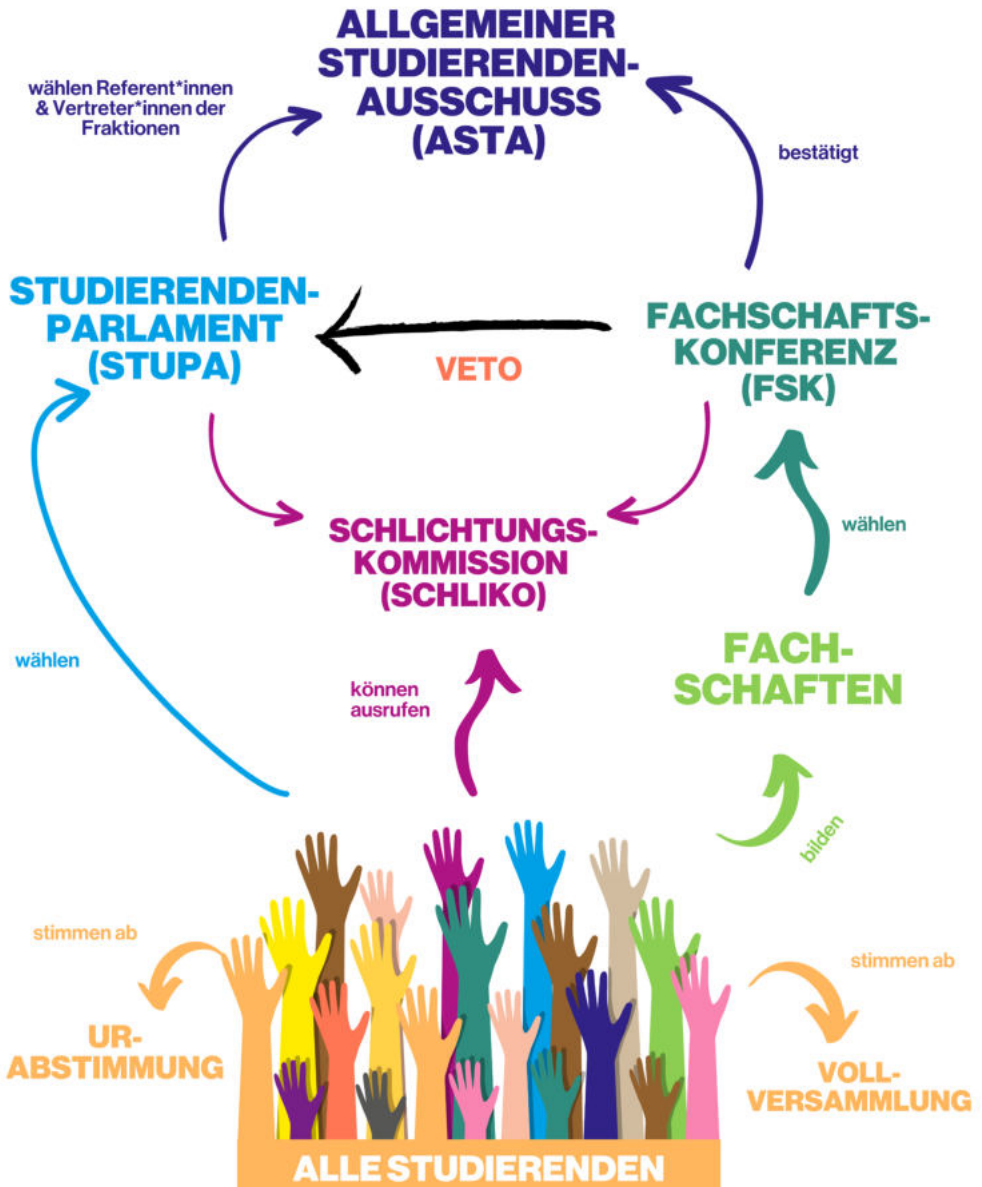 ALLGEMEINER
STUDIERENDEN-
AUSSCHUSS
(ASTA)
wählen Referent*innen
& Vertreter*innen der
Fraktionen
bestätigt
STUDIERENDEN-
PARLAMENT
(STUPA)
VETO
FACHSCHAFTS-
KONFERENZ
(FSK)
SCHLICHTUNGS-
KOMMISSION
(SCHLIKO)
wählen
wählen
können
ausrufen
FACH-
SCHAFTEN
bilden
stimmen ab
stimmen ab
UR-
ABSTIMMUNG
VOLL-
VERSAMMLUNG
ALLE STUDIERENDEN